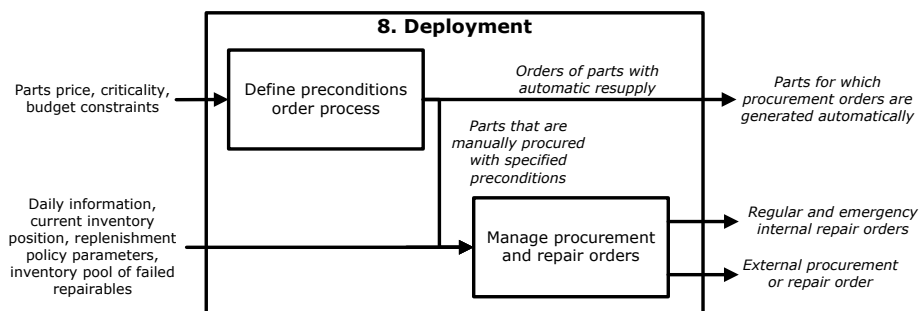 8. Deployment
Parts price, criticality,
budget constraints
Define preconditions
order process
Orders of parts with
automatic resupply
Parts for which
procurement orders are
generated automatically
Parts that are
manually procured
with specified
preconditions
Daily information,
current inventory
position, replenishment
policy parameters,
inventory pool of failed
repairables
Manage procurement
and repair orders
Regular and emergency
internal repair orders
External procurement
or repair order